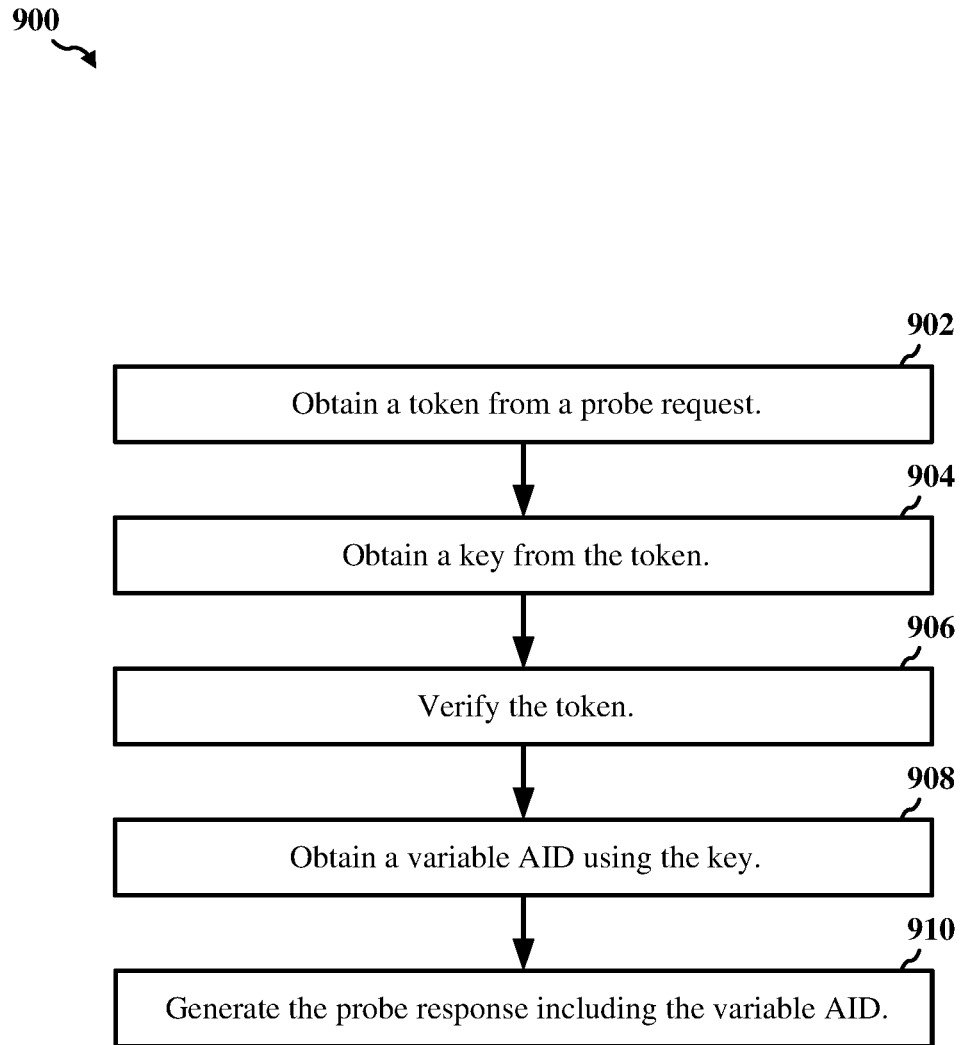 900
902
Obtain a token from a probe request.
904
Obtain a key from the token.
906
Verify the token.
908
Obtain a variable AID using the key.
910
Generate the probe response including the variable AID.